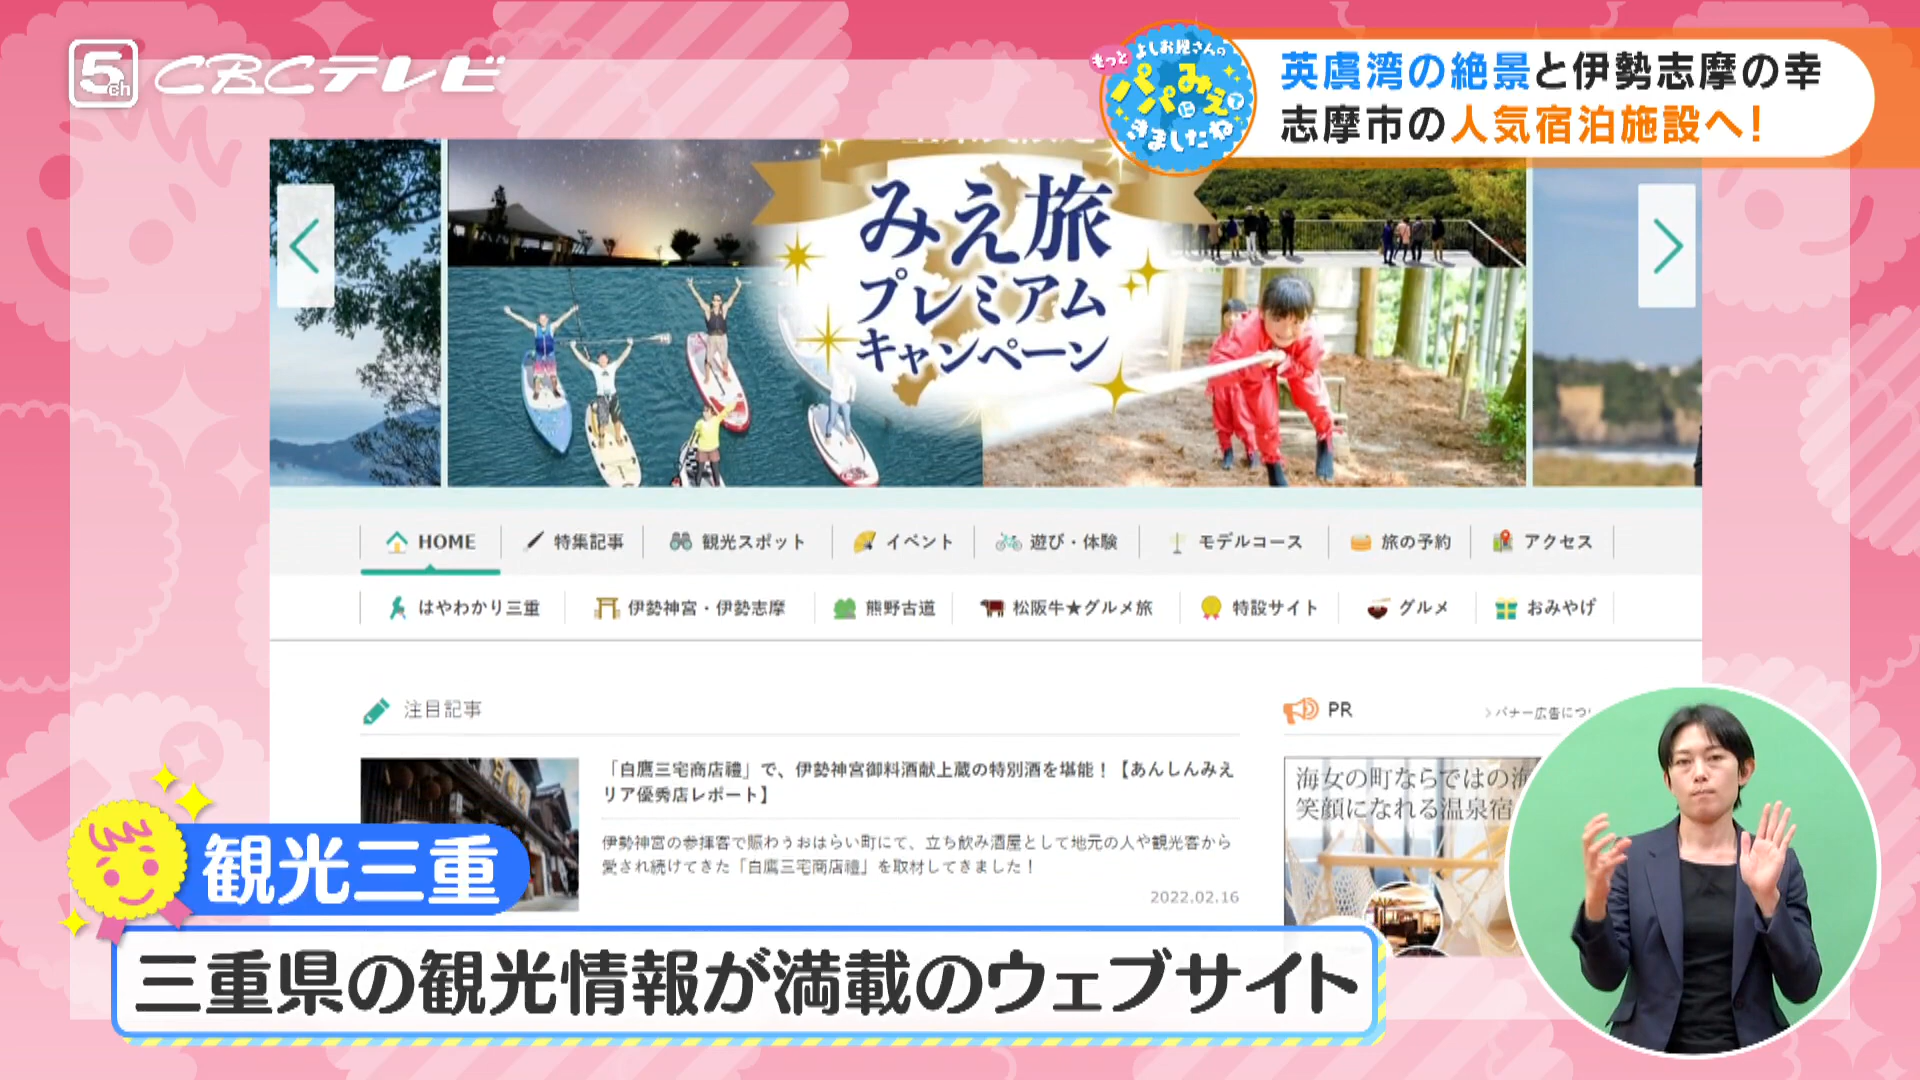 5ch CBCテレビ
もっと よしお兄さんの
パパみえに
きましたね
英虞湾の絶景と伊勢志摩の幸
志摩市の人気宿泊施設へ!
みえ旅
プレミアム
キャンペーン
HOME 特集記事 観光スポット イベント 遊び・体験 モデルコース 旅の予約 アクセス
はやわかり三重 伊勢神宮・伊勢志摩 熊野古道 松阪牛★グルメ旅 特設サイト グルメ おみやげ
注目記事
「白鷹三宅商店禮」で、伊勢神宮御料酒献上蔵の特別酒を堪能!【あんしんみえ
リア優秀店レポート】
伊勢神宮の参拝客で賑わうおはらい町にて、立ち飲み酒屋として地元の人や観光客から
愛され続けてきた「白鷹三宅商店禮」を取材してきました!
2022.02.16
PR
バナー広告につ
海女の町ならではの海
笑顔になれる温泉宿
観光三重
三重県の観光情報が満載のウェブサイト